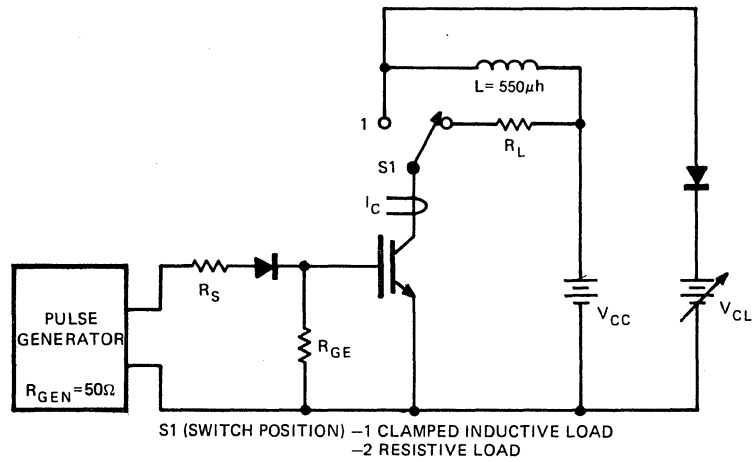 L= 550μh
1
R_L
S1
I_C
R_S
PULSE
GENERATOR
R_GEN =50Ω
R_GE
V_CC
V_CL
S1 (SWITCH POSITION) –1 CLAMPED INDUCTIVE LOAD
–2 RESISTIVE LOAD